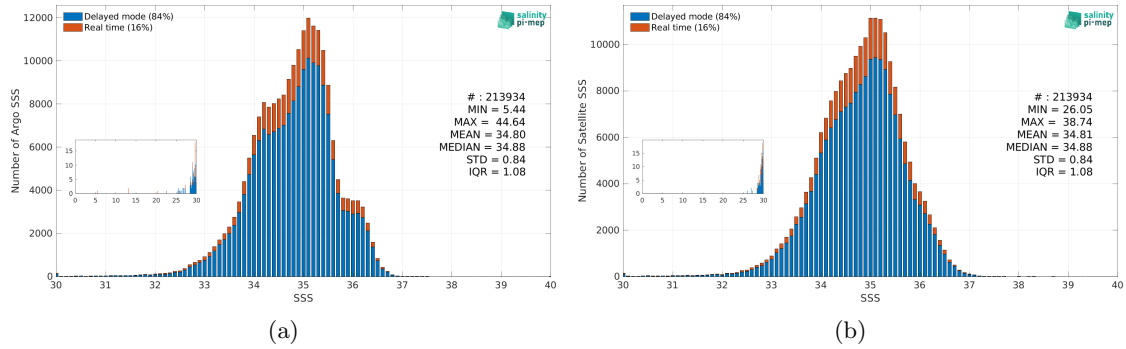 Delayed mode (84%)
Real time (16%)
salinity
pi-mep
Number of Argo SSS
12000
10000
8000
6000
4000
2000
0
# : 213934
MIN = 5.44
MAX = 44.64
MEAN = 34.80
MEDIAN = 34.88
STD = 0.84
IQR = 1.08
15
10
5
0
0 5 10 15 20 25 30
30 31 32 33 34 35 36 37 38 39 40
SSS
(a)
Delayed mode (84%)
Real time (16%)
salinity
pi-mep
Number of Satellite SSS
10000
8000
6000
4000
2000
0
# : 213934
MIN = 26.05
MAX = 38.74
MEAN = 34.81
MEDIAN = 34.88
STD = 0.84
IQR = 1.08
15
10
5
0
0 5 10 15 20 25 30
30 31 32 33 34 35 36 37 38 39 40
SSS
(b)